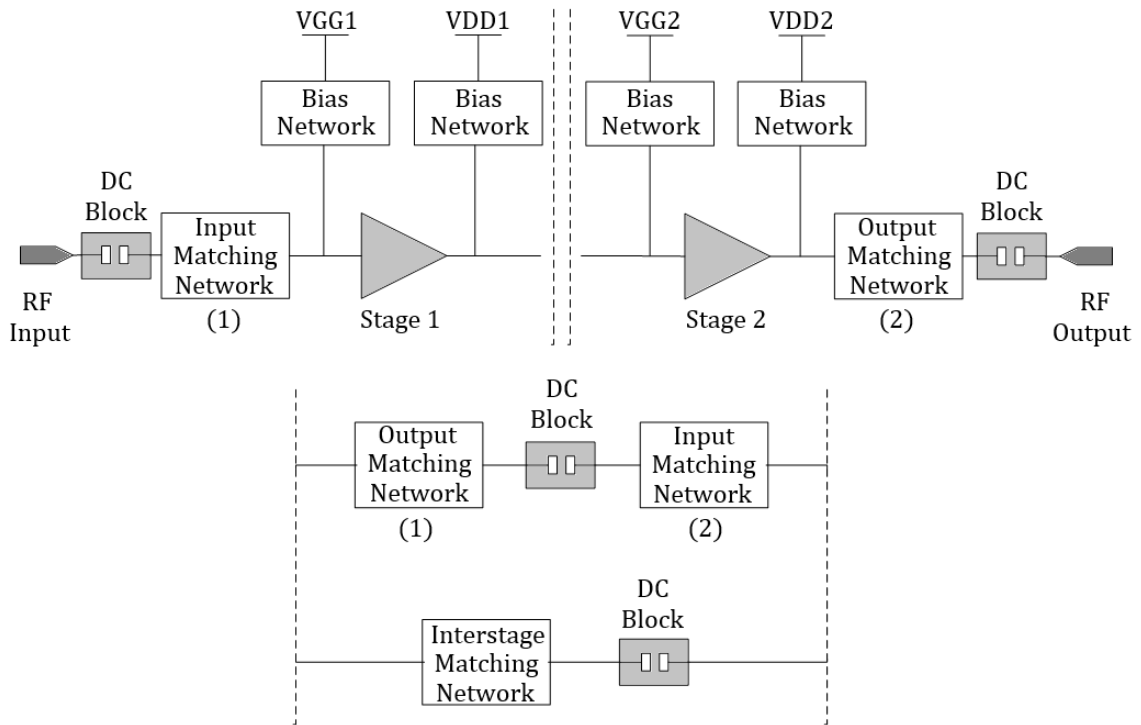 VGG1
VDD1
VGG2
VDD2
Bias
Network
Bias
Network
Bias
Network
Bias
Network
DC
Block
Input
Matching
Network
(1)
RF
Input
Stage 1
Stage 2
Output
Matching
Network
(2)
DC
Block
RF
Output
Output
Matching
Network
(1)
DC
Block
Input
Matching
Network
(2)
Interstage
Matching
Network
DC
Block